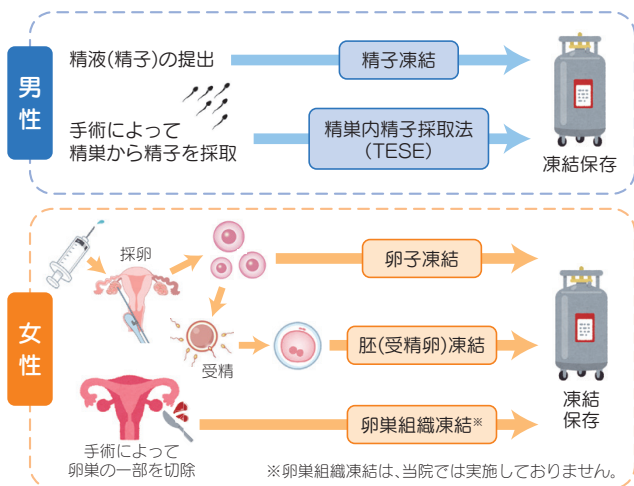 男性
精液(精子)の提出
精子凍結
手術によって
精巣から精子を採取
精巣内精子採取法
(TESE)
凍結保存
女性
採卵
卵子凍結
受精
胚(受精卵)凍結
手術によって
卵巣の一部を切除
卵巣組織凍結※
凍結
保存
※卵巣組織凍結は、当院では実施しておりません。